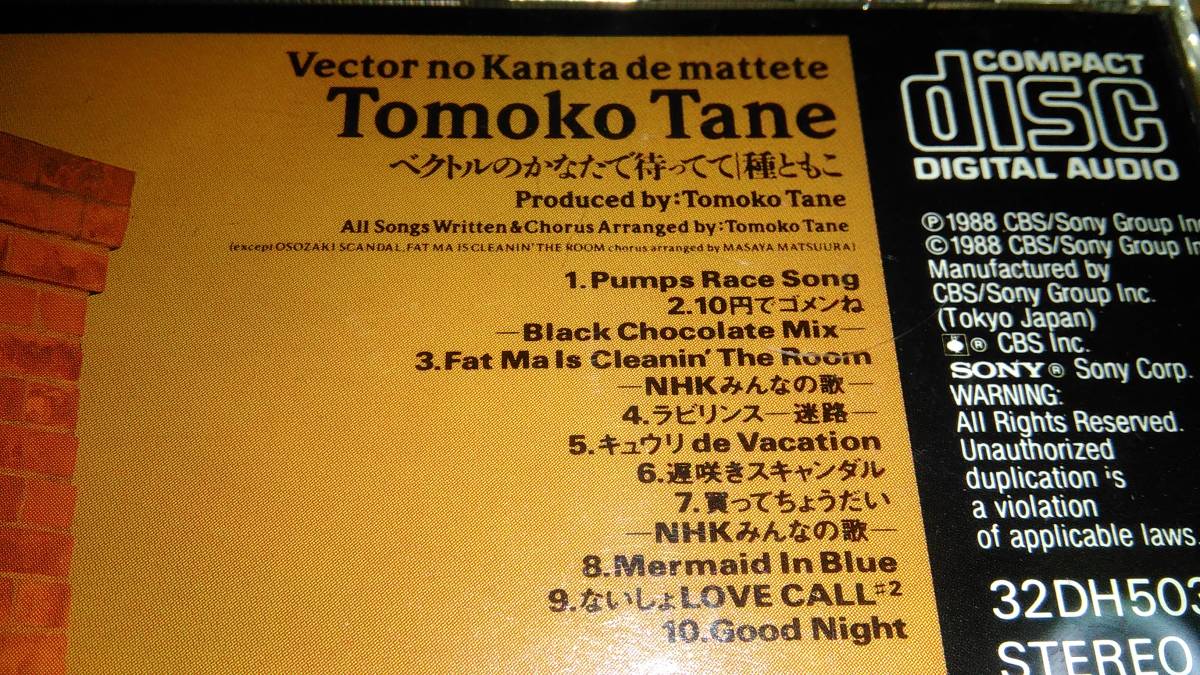 Vector no Kanata de mattete
Tomoko Tane
ベクトルのかなたで待ってて|種ともこ
Produced by:Tomoko Tane
All Songs Written&Chorus Arranged by:Tomoko Tane
(except OSOZAKI SCANDAL, FAT MA IS CLEANIN' THE ROOM chorus arranged by MASAYA MATSUURA)
1.Pumps Race Song
2.10円でゴメンね
—Black Chocolate Mix—
3.Fat Ma Is Cleanin' The Room
—NHKみんなの歌—
4.ラビリンス—迷路—
5.キュウリ de Vacation
6.遅咲きスキャンダル
7.買ってちょうだい
—NHKみんなの歌—
8.Mermaid In Blue
9.ないしょLOVE CALL♯2
10.Good Night
COMPACT
disc
DIGITAL AUDIO
℗1988 CBS/Sony Group Inc
©1988 CBS/Sony Group In
Manufactured by
CBS/Sony Group Inc.
(Tokyo Japan)
® CBS Inc.
SONY® Sony Corp.
WARNING:
All Rights Reserved.
Unauthorized
duplication is
a violation
of applicable laws.
32DH503
STEREO